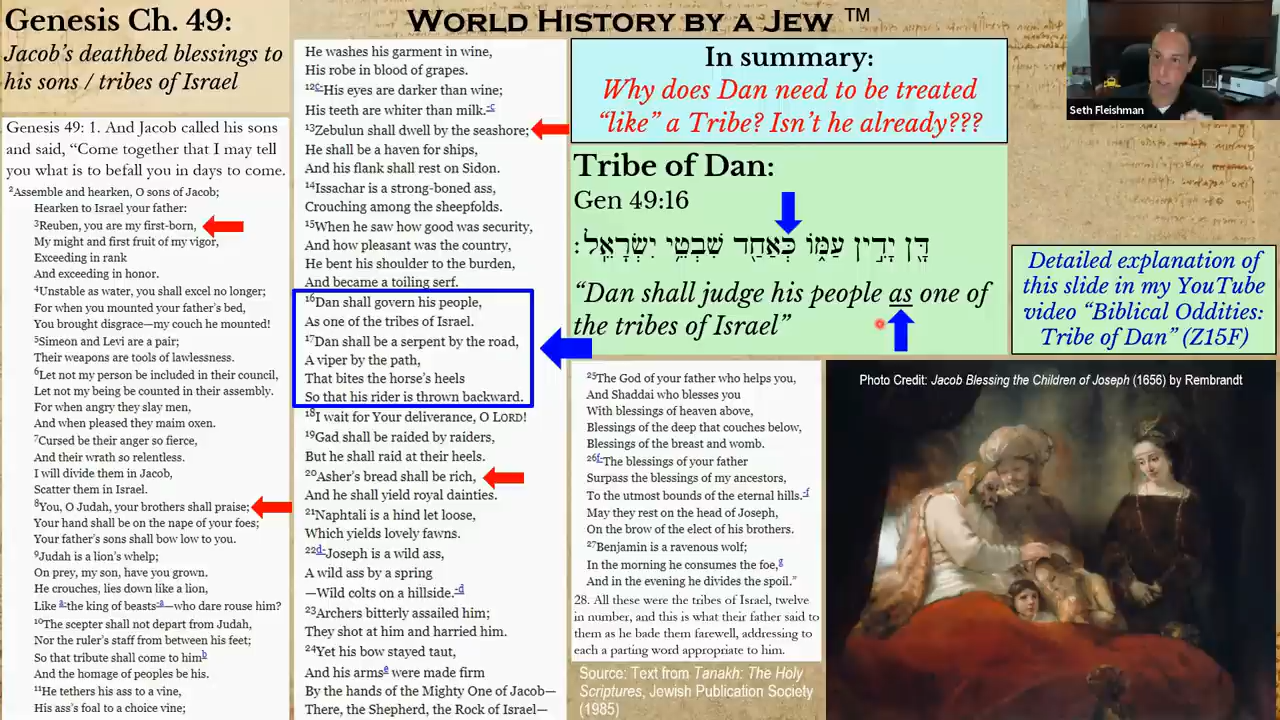 Genesis Ch. 49:
Jacob's deathbed blessings to
his sons / tribes of Israel
WORLD HISTORY BY A JEW ™
Genesis 49: 1. And Jacob called his sons
and said, “Come together that I may tell
you what is to befall you in days to come.
2Assemble and hearken, O sons of Jacob;
Hearken to Israel your father:
3Reuben, you are my first-born,
My might and first fruit of my vigor,
Exceeding in rank
And exceeding in honor.
4Unstable as water, you shall excel no longer;
For when you mounted your father's bed,
You brought disgrace—my couch he mounted!
5Simeon and Levi are a pair;
Their weapons are tools of lawlessness.
6Let not my person be included in their council,
Let not my being be counted in their assembly.
For when angry they slay men,
And when pleased they maim oxen.
7Cursed be their anger so fierce,
And their wrath so relentless.
I will divide them in Jacob,
Scatter them in Israel.
8You, O Judah, your brothers shall praise;
Your hand shall be on the nape of your foes;
Your father's sons shall bow low to you.
9Judah is a lion's whelp;
On prey, my son, have you grown.
He crouches, lies down like a lion,
Like a-the king of beasts-a—who dare rouse him?
10The scepter shall not depart from Judah,
Nor the ruler's staff from between his feet;
So that tribute shall come to himb
And the homage of peoples be his.
11He tethers his ass to a vine,
His ass's foal to a choice vine;
He washes his garment in wine,
His robe in blood of grapes.
12c-His eyes are darker than wine;
His teeth are whiter than milk.-c
13Zebulun shall dwell by the seashore;
He shall be a haven for ships,
And his flank shall rest on Sidon.
14Issachar is a strong-boned ass,
Crouching among the sheepfolds.
15When he saw how good was security,
And how pleasant was the country,
He bent his shoulder to the burden,
And became a toiling serf.
16Dan shall govern his people,
As one of the tribes of Israel.
17Dan shall be a serpent by the road,
A viper by the path,
That bites the horse's heels
So that his rider is thrown backward.
18I wait for Your deliverance, O LORD!
19Gad shall be raided by raiders,
But he shall raid at their heels.
20Asher's bread shall be rich,
And he shall yield royal dainties.
21Naphtali is a hind let loose,
Which yields lovely fawns.
22d-Joseph is a wild ass,
A wild ass by a spring
—Wild colts on a hillside.-d
23Archers bitterly assailed him;
They shot at him and harried him.
24Yet his bow stayed taut,
And his armse were made firm
By the hands of the Mighty One of Jacob—
There, the Shepherd, the Rock of Israel—
In summary:
Why does Dan need to be treated
“like” a Tribe? Isn't he already???
Tribe of Dan:
Gen 49:16
דָּ֖ן יָדִ֣ין עַמּ֑וֹ כְּאַחַ֖ד שִׁבְטֵ֥י יִשְׂרָאֵֽל׃
“Dan shall judge his people as one of
the tribes of Israel”
25The God of your father who helps you,
And Shaddai who blesses you
With blessings of heaven above,
Blessings of the deep that couches below,
Blessings of the breast and womb.
26f-The blessings of your father
Surpass the blessings of my ancestors,
To the utmost bounds of the eternal hills.-f
May they rest on the head of Joseph,
On the brow of the elect of his brothers.
27Benjamin is a ravenous wolf;
In the morning he consumes the foe,g
And in the evening he divides the spoil.”
28. All these were the tribes of Israel, twelve
in number, and this is what their father said to
them as he bade them farewell, addressing to
each a parting word appropriate to him.
Source: Text from Tanakh: The Holy
Scriptures, Jewish Publication Society
(1985)
Seth Fleishman
Detailed explanation of
this slide in my YouTube
video “Biblical Oddities:
Tribe of Dan” (Z15F)
Photo Credit: Jacob Blessing the Children of Joseph (1656) by Rembrandt